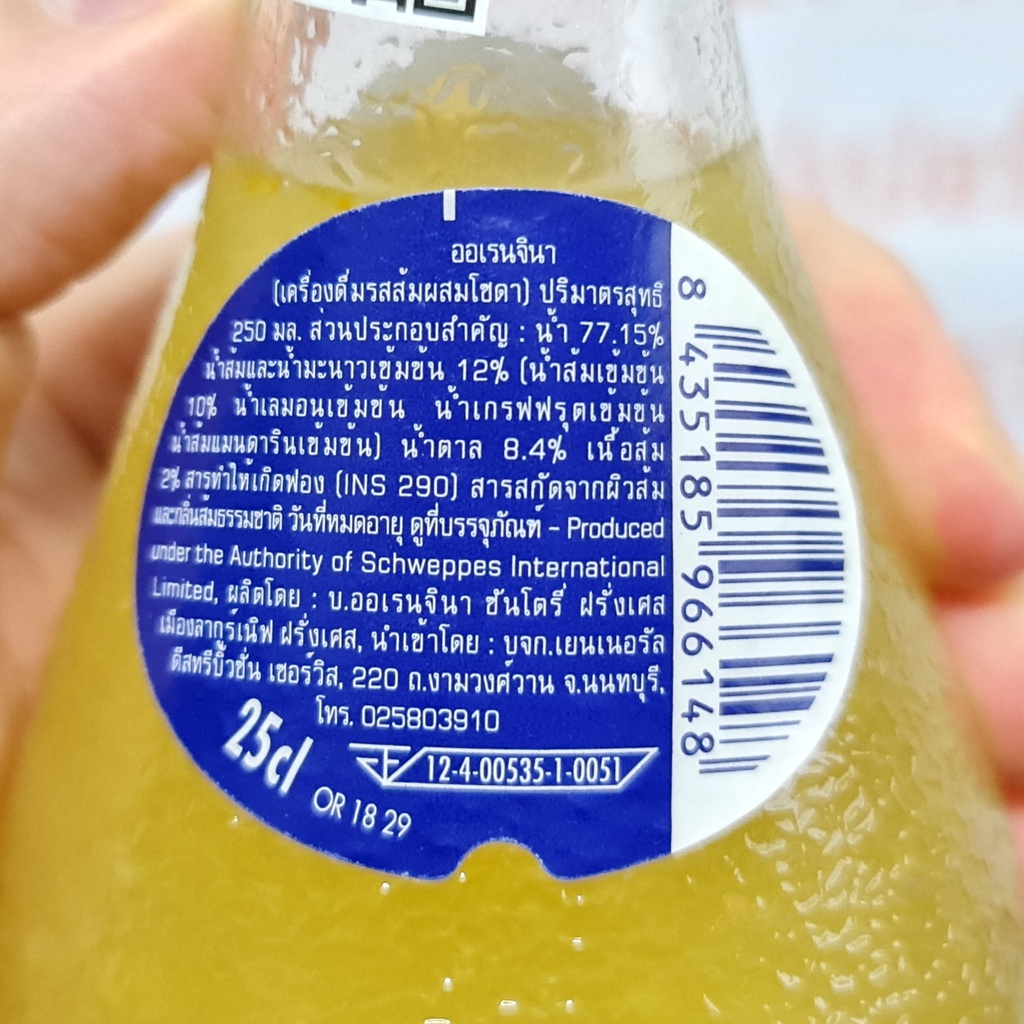 ออเรนจินา
(เครื่องดื่มรสส้มผสมโซดา) ปริมาตรสุทธิ
250 มล. ส่วนประกอบสำคัญ : น้ำ 77.15%
น้ำส้มและน้ำมะนาวเข้มข้น 12% (น้ำส้มเข้มข้น
10% น้ำเลมอนเข้มข้น น้ำเกรฟฟรุตเข้มข้น
น้ำส้มแมนดารินเข้มข้น) น้ำตาล 8.4% เนื้อส้ม
2% สารทำให้เกิดฟอง (INS 290) สารสกัดจากผิวส้ม
และกลิ่นส้มธรรมชาติ วันที่หมดอายุ ดูที่บรรจุภัณฑ์ – Produced
under the Authority of Schweppes International
Limited, ผลิตโดย : บ.ออเรนจินา ซันโตรี่ ฝรั่งเศส
เมืองลากูร์เนิฟ ฝรั่งเศส, นำเข้าโดย : บจก.เยนเนอรัล
ดีสทรีบิ้วชั่น เซอร์วิส, 220 ถ.งามวงศ์วาน จ.นนทบุรี.
โทร. 025803910
25cl
12-4-00535-1-0051
OR 18 29
8 435185 966148